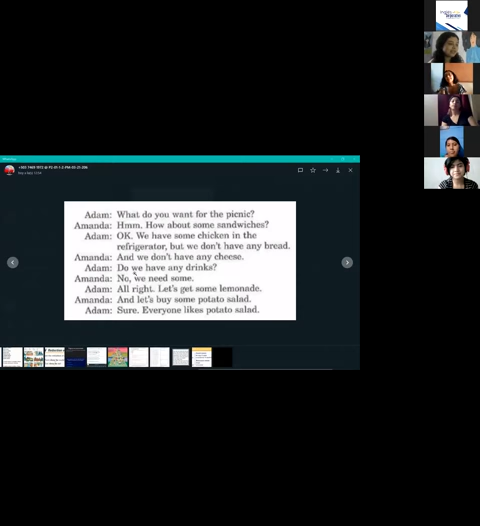 Adam: What do you want for the picnic?
Amanda: Hmm. How about some sandwiches?
Adam: OK. We have some chicken in the
refrigerator, but we don't have any bread.
Amanda: And we don't have any cheese.
Adam: Do we have any drinks?
Amanda: No, we need some.
Adam: All right. Let's get some lemonade.
Amanda: And let's buy some potato salad.
Adam: Sure. Everyone likes potato salad.